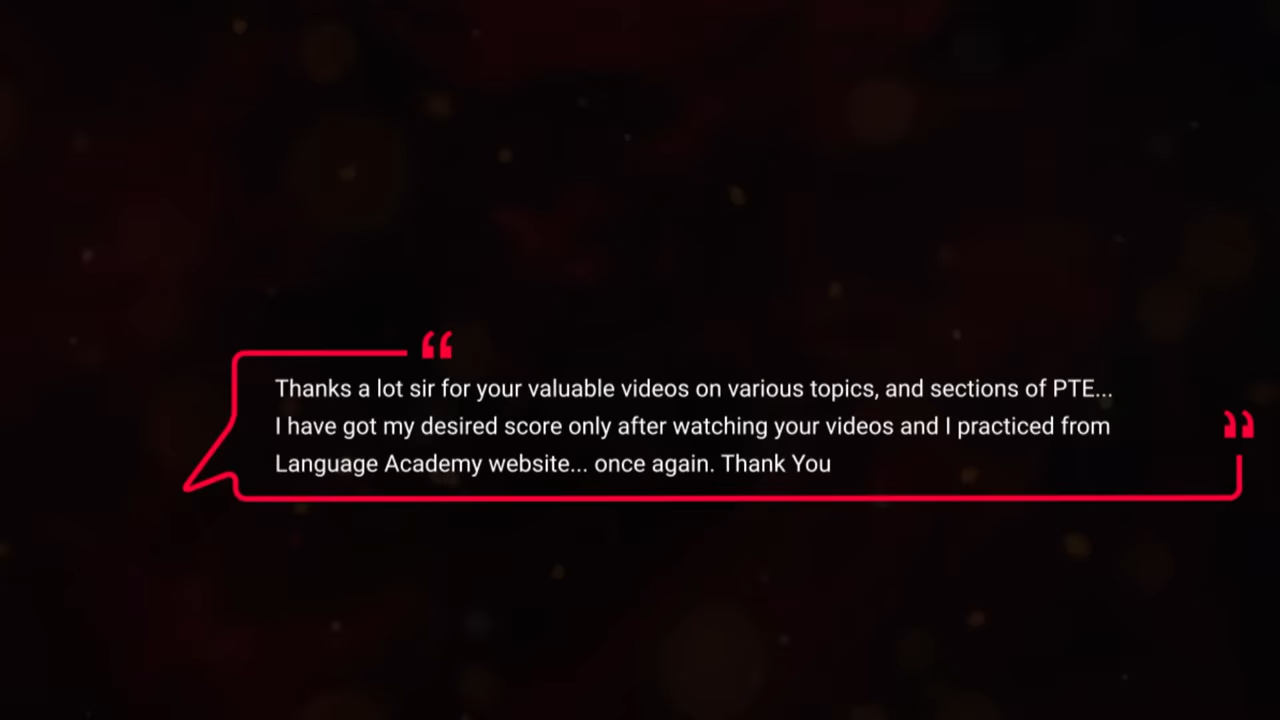 Thanks a lot sir for your valuable videos on various topics, and sections of PTE...
I have got my desired score only after watching your videos and I practiced from
Language Academy website... once again. Thank You